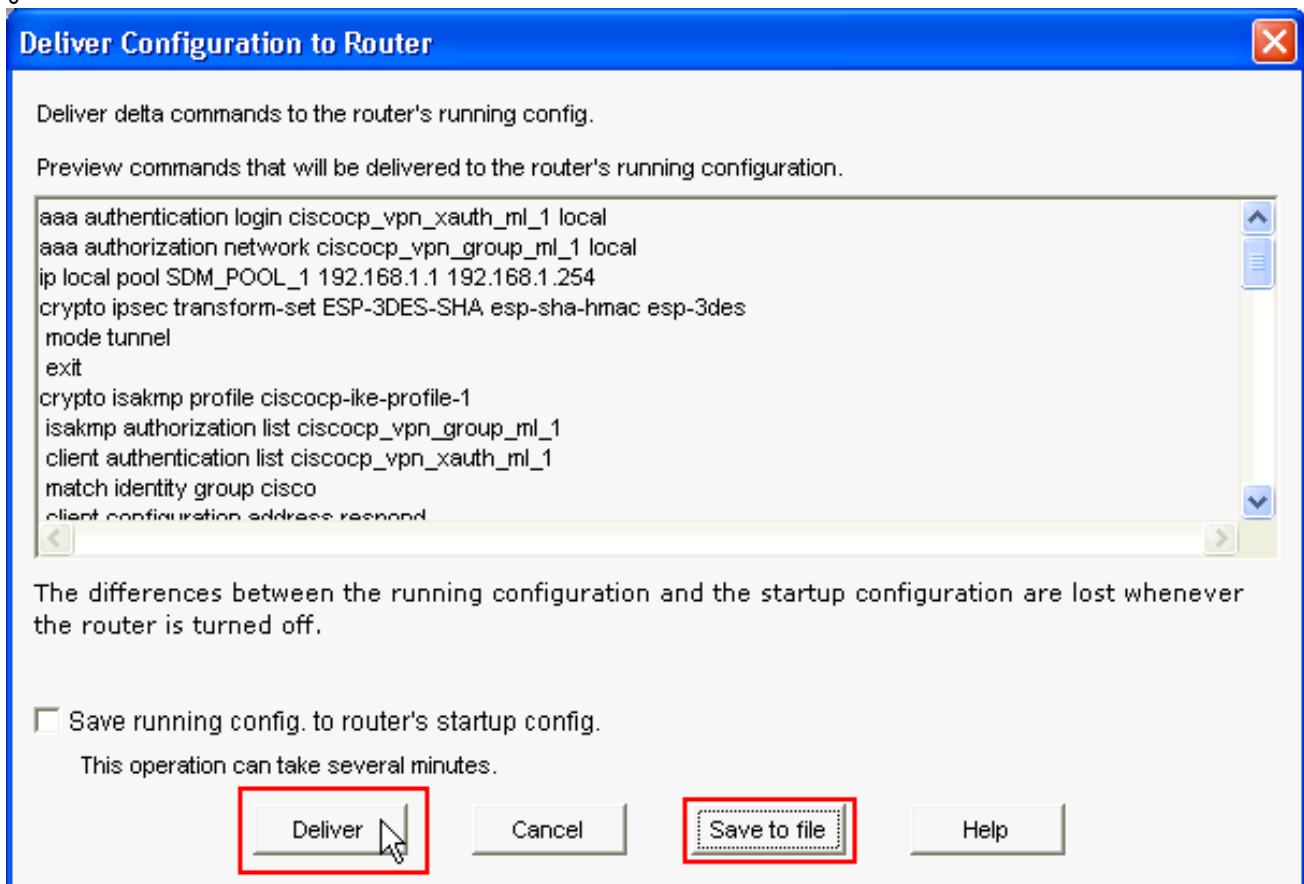 Deliver Configuration to Router
Deliver delta commands to the router's running config.
Preview commands that will be delivered to the router's running configuration.
aaa authentication login ciscocp_vpn_xauth_ml_1 local
aaa authorization network ciscocp_vpn_group_ml_1 local
ip local pool SDM_POOL_1 192.168.1.1 192.168.1.254
crypto ipsec transform-set ESP-3DES-SHA esp-sha-hmac esp-3des
mode tunnel
exit
crypto isakmp profile ciscocp-ike-profile-1
isakmp authorization list ciscocp_vpn_group_ml_1
client authentication list ciscocp_vpn_xauth_ml_1
match identity group cisco
client configuration address respond
The differences between the running configuration and the startup configuration are lost whenever
the router is turned off.
Save running config. to router's startup config.
This operation can take several minutes.
Deliver Cancel Save to file Help